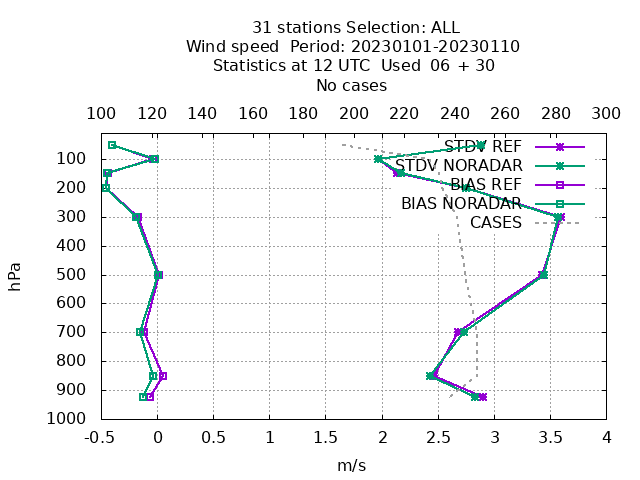 31 stations Selection: ALL
Wind speed  Period: 20230101-20230110
Statistics at 12 UTC  Used  06 + 30
No cases
100 120 140 160 180 200 220 240 260 280 300
STDV REF
STDV NORADAR
BIAS REF
BIAS NORADAR
CASES
hPa
100
200
300
400
500
600
700
800
900
1000
-0.5 0 0.5 1 1.5 2 2.5 3 3.5 4
m/s